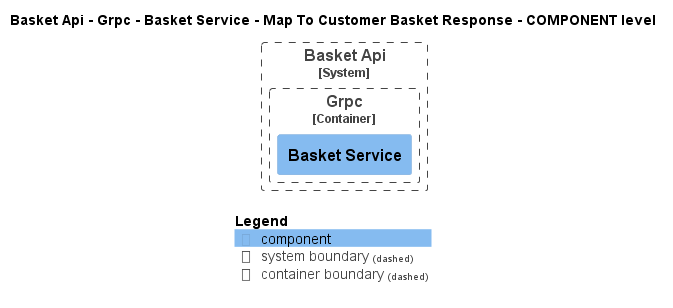 Basket Api - Grpc - Basket Service - Map To Customer Basket Response - COMPONENT level
Basket Api
[System]
Grpc
[Container]
Basket Service
Legend
component
system boundary (dashed)
container boundary (dashed)